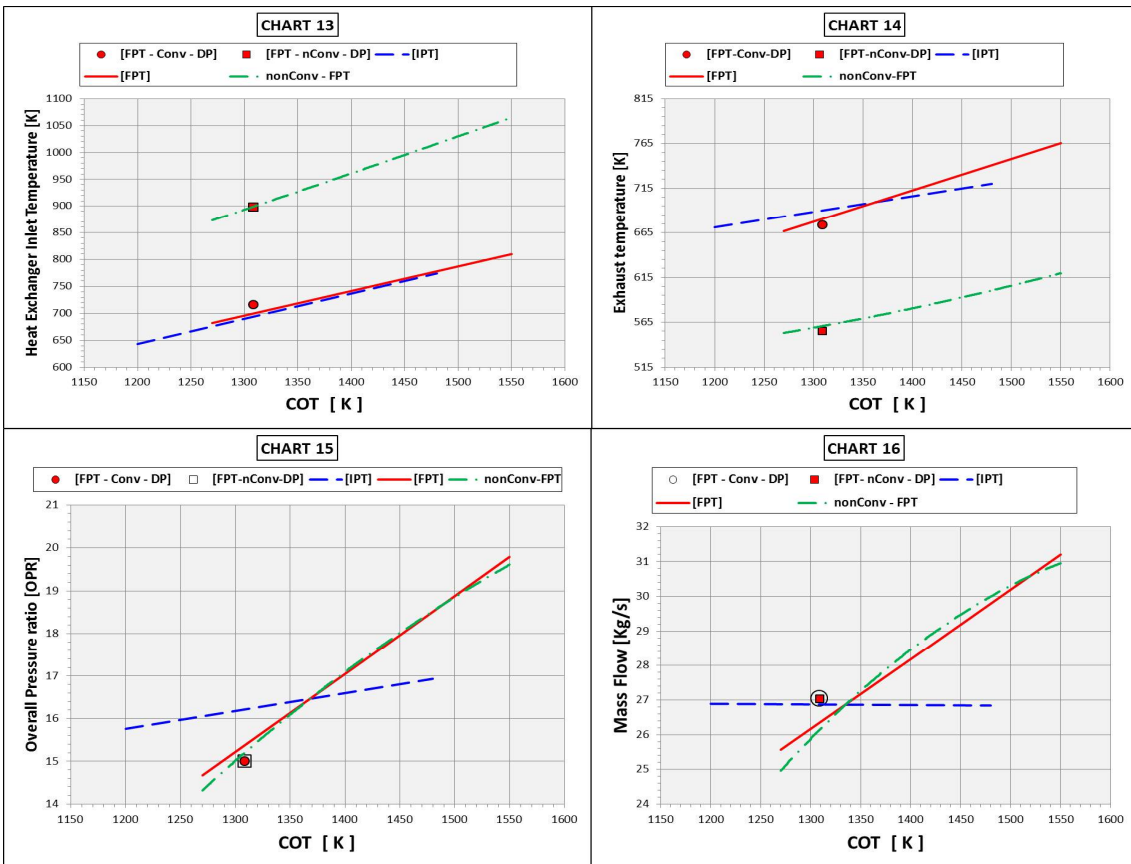 CHART 13
[FPT - Conv - DP] [FPT - nConv - DP] [IPT]
[FPT] nonConv - FPT
Heat Exchanger Inlet Temperature [K]
1100
1050
1000
950
900
850
800
750
700
650
600
1150 1200 1250 1300 1350 1400 1450 1500 1550 1600
COT [ K ]
CHART 14
[FPT-Conv-DP] [FPT-nConv-DP] [IPT]
[FPT] nonConv-FPT
Exhaust temperature [K]
815
765
715
665
615
565
515
1150 1200 1250 1300 1350 1400 1450 1500 1550 1600
COT [ K ]
CHART 15
[FPT - Conv - DP] [FPT-nConv-DP] [IPT] [FPT] nonConv-FPT
Overall Pressure ratio [OPR]
21
20
19
18
17
16
15
14
1150 1200 1250 1300 1350 1400 1450 1500 1550 1600
COT [ K ]
CHART 16
[FPT - Conv - DP] [FPT- nConv - DP] [IPT]
[FPT] nonConv - FPT
Mass Flow [Kg/s]
32
31
30
29
28
27
26
25
24
1150 1200 1250 1300 1350 1400 1450 1500 1550 1600
COT [ K ]